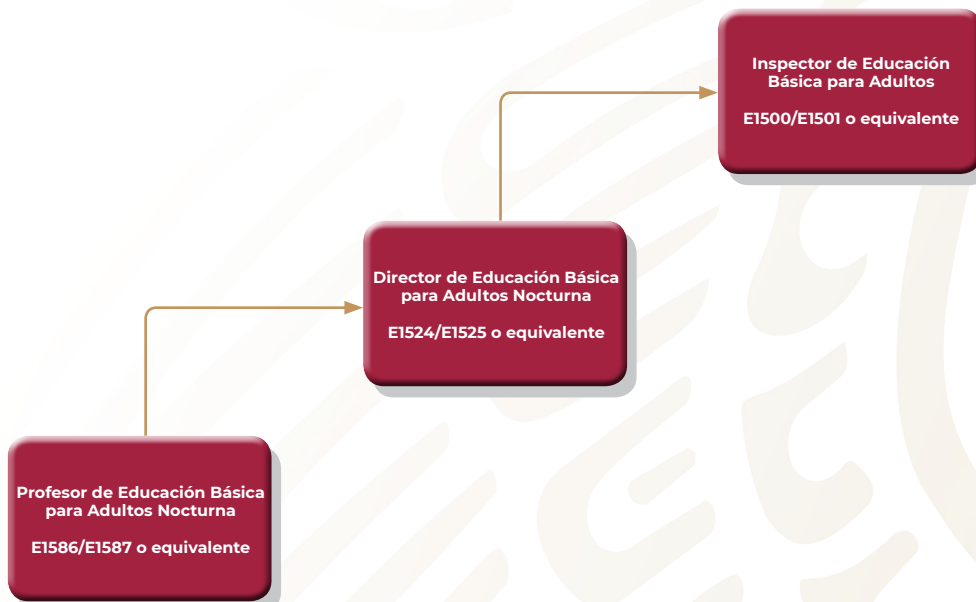 Inspector de Educación
Básica para Adultos
E1500/E1501 o equivalente
Director de Educación Básica
para Adultos Nocturna
E1524/E1525 o equivalente
Profesor de Educación Básica
para Adultos Nocturna
E1586/E1587 o equivalente